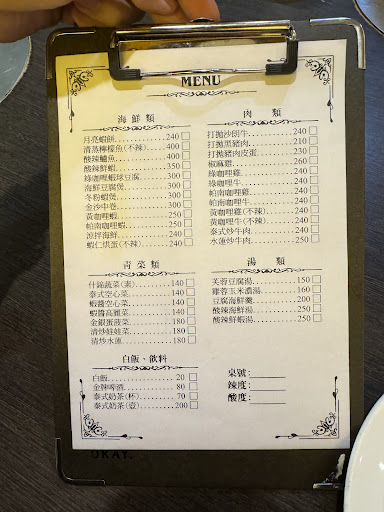 MENU
海鮮類
月亮蝦餅 240
清蒸檸檬魚(不辣) 400
酸辣鱸魚 400
酸辣鮮蝦 350
綠咖哩蝦球豆腐 300
海鮮豆腐煲 300
冬粉蝦煲 300
金沙中卷 300
黃咖哩蝦 250
帕南咖哩蝦 250
涼拌海鮮 240
蝦仁烘蛋(不辣) 240
肉類
打拋沙朗牛 240
打拋黑豬肉 210
打拋豬肉皮蛋 230
椒麻雞 260
綠咖哩雞 240
綠咖哩牛 240
帕南咖哩雞 240
帕南咖哩牛 240
黃咖哩雞(不辣) 240
黃咖哩牛(不辣) 240
泰式炒牛肉 240
水蓮炒牛肉 240
青菜類
什錦蔬菜(素) 140
泰式空心菜 140
蝦醬空心菜 140
蝦醬高麗菜 140
金銀蛋菠菜 180
清炒娃娃菜 180
清炒水蓮 180
湯類
芙蓉豆腐湯 150
雞蓉玉米濃湯 160
豆腐海鮮羹 200
酸辣海鮮湯 250
酸辣鮮蝦湯 250
白飯、飲料
白飯 20
金牌啤酒 80
泰式奶茶(杯) 70
泰式奶茶(壺) 200
桌號:
辣度:
酸度:
OKAY.